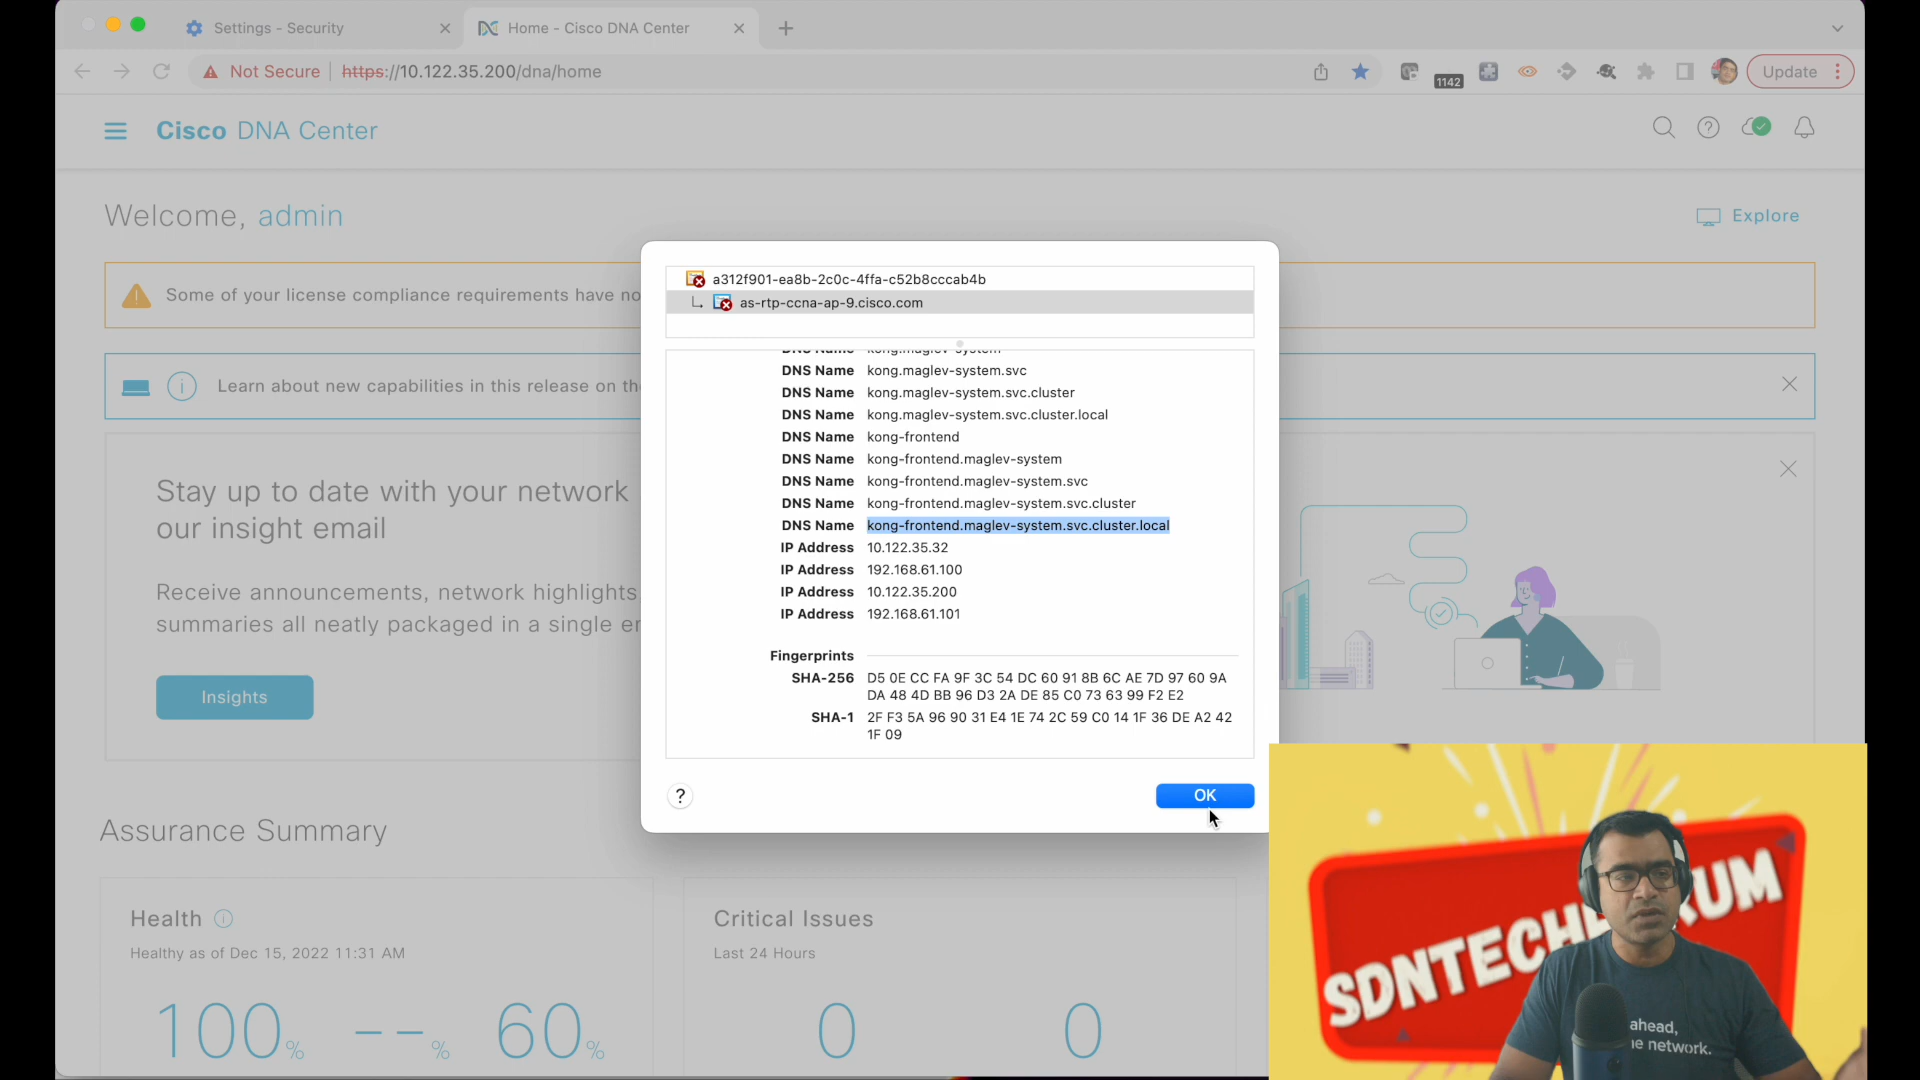 Settings - Security
Home - Cisco DNA Center
Not Secure
https://10.122.35.200/dna/home
1142
Update
Cisco DNA Center
Welcome, admin
Explore
Some of your license compliance requirements have no
Learn about new capabilities in this release on th
Stay up to date with your network
our insight email
Receive announcements, network highlights
summaries all neatly packaged in a single er
Insights
Assurance Summary
Health
Healthy as of Dec 15, 2022 11:31 AM
100%
--%
60%
Critical Issues
Last 24 Hours
0
0
a312f901-ea8b-2c0c-4ffa-c52b8cccab4b
as-rtp-ccna-ap-9.cisco.com
DNS Name kong.maglev-system
DNS Name kong.maglev-system.svc
DNS Name kong.maglev-system.svc.cluster
DNS Name kong.maglev-system.svc.cluster.local
DNS Name kong-frontend
DNS Name kong-frontend.maglev-system
DNS Name kong-frontend.maglev-system.svc
DNS Name kong-frontend.maglev-system.svc.cluster
DNS Name kong-frontend.maglev-system.svc.cluster.local
IP Address 10.122.35.32
IP Address 192.168.61.100
IP Address 10.122.35.200
IP Address 192.168.61.101
Fingerprints
SHA-256 D5 0E CC FA 9F 3C 54 DC 60 91 8B 6C AE 7D 97 60 9A
DA 48 4D BB 96 D3 2A DE 85 C0 73 63 99 F2 E2
SHA-1 2F F3 5A 96 90 31 E4 1E 74 2C 59 C0 14 1F 36 DE A2 42
1F 09
?
OK
SDNTECH UM
ahead,
e network.